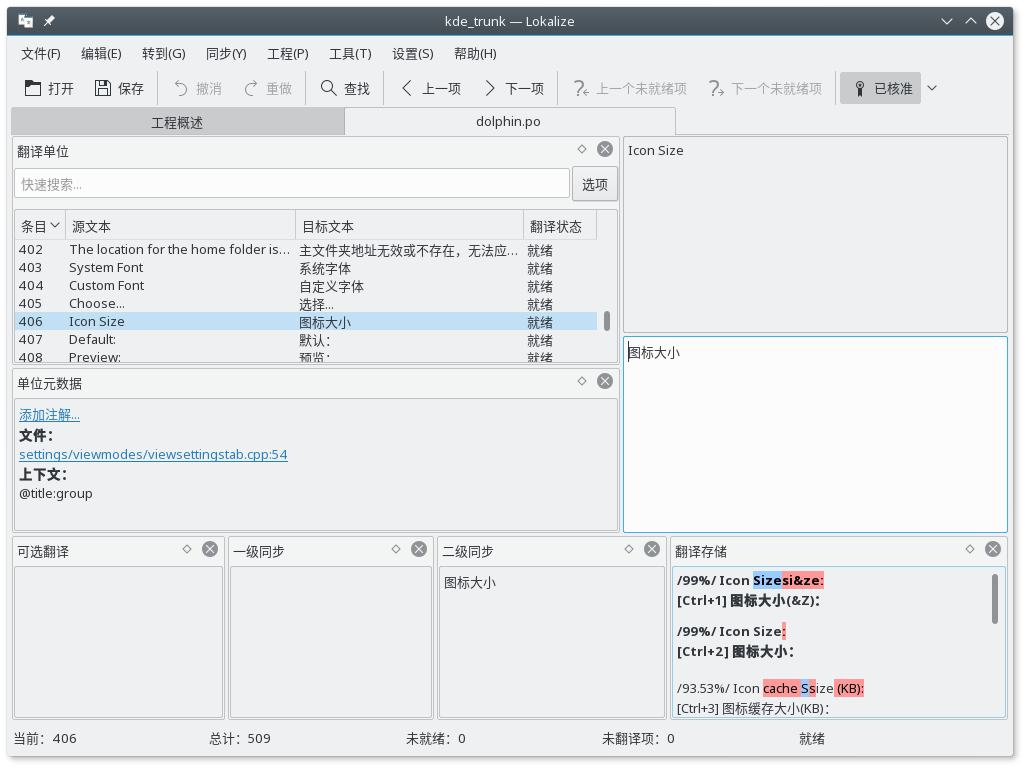 kde_trunk — Lokalize
文件(F) 编辑(E) 转到(G) 同步(Y) 工程(P) 工具(T) 设置(S) 帮助(H)
打开 保存 撤消 重做 查找 上一项 下一项 上一个未就绪项 下一个未就绪项 已核准
工程概述 dolphin.po
翻译单位
快速搜索... 选项
条目 源文本 目标文本 翻译状态
402 The location for the home folder is... 主文件夹地址无效或不存在，无法应... 就绪
403 System Font 系统字体 就绪
404 Custom Font 自定义字体 就绪
405 Choose... 选择... 就绪
406 Icon Size 图标大小 就绪
407 Default: 默认： 就绪
408 Preview: 预览： 就绪
Icon Size
图标大小
单位元数据
添加注解...
文件：
settings/viewmodes/viewsettingstab.cpp:54
上下文：
@title:group
可选翻译
一级同步
二级同步
图标大小
翻译存储
/99%/ Icon Sizesi&ze:
[Ctrl+1] 图标大小(&Z)：
/99%/ Icon Size:
[Ctrl+2] 图标大小：
/93.53%/ Icon cache Ssize (KB):
[Ctrl+3] 图标缓存大小(KB)：
当前：406 总计：509 未就绪：0 未翻译项：0 就绪